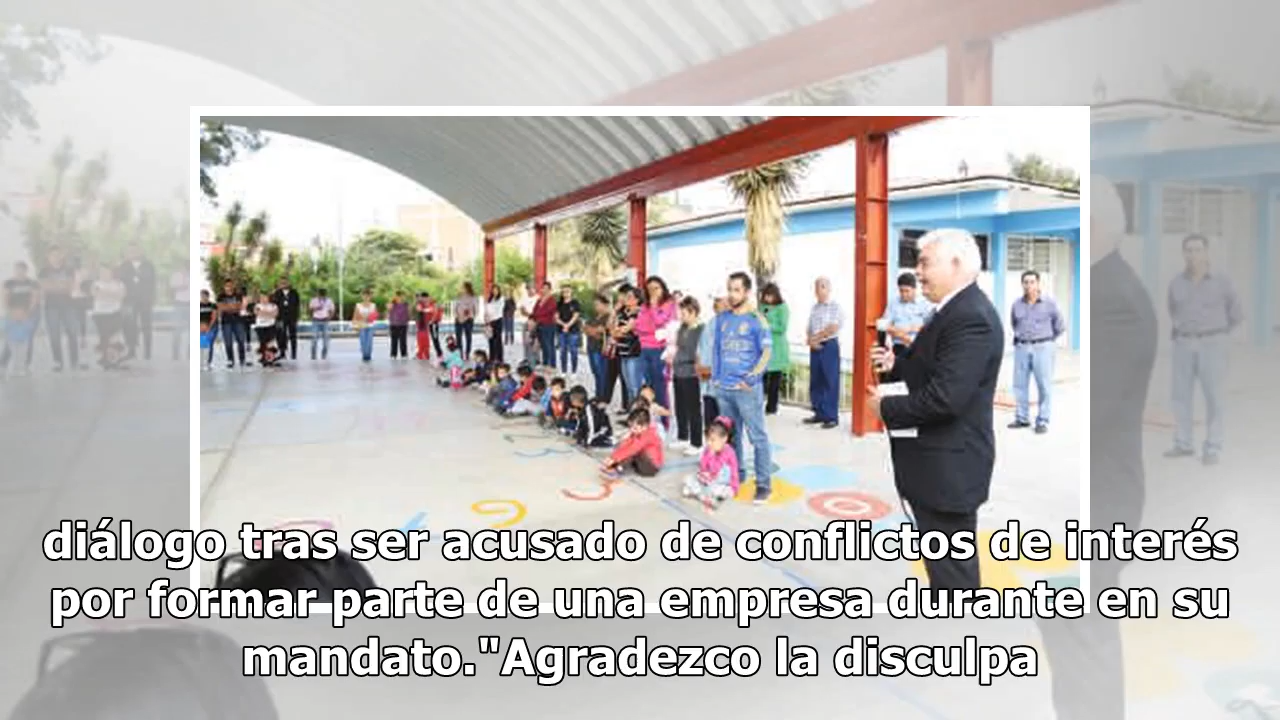 diálogo tras ser acusado de conflictos de interés
por formar parte de una empresa durante en su
mandato."Agradezco la disculpa